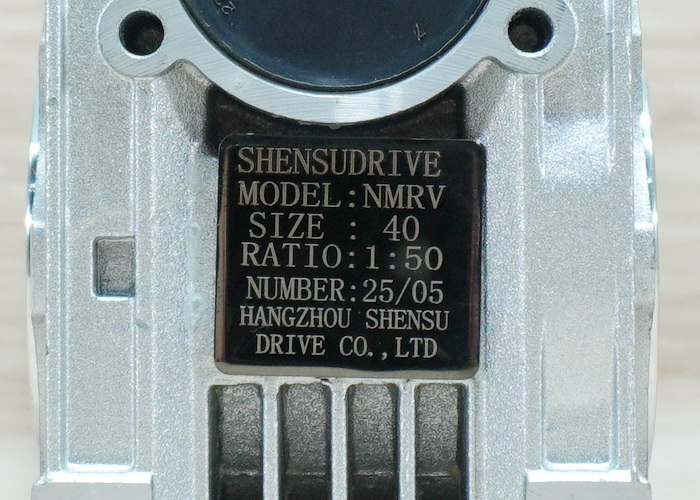 SHENSUDRIVE
MODEL:NMRV
SIZE : 40
RATIO:1:50
NUMBER:25/05
HANGZHOU SHENSU
DRIVE CO.,LTD